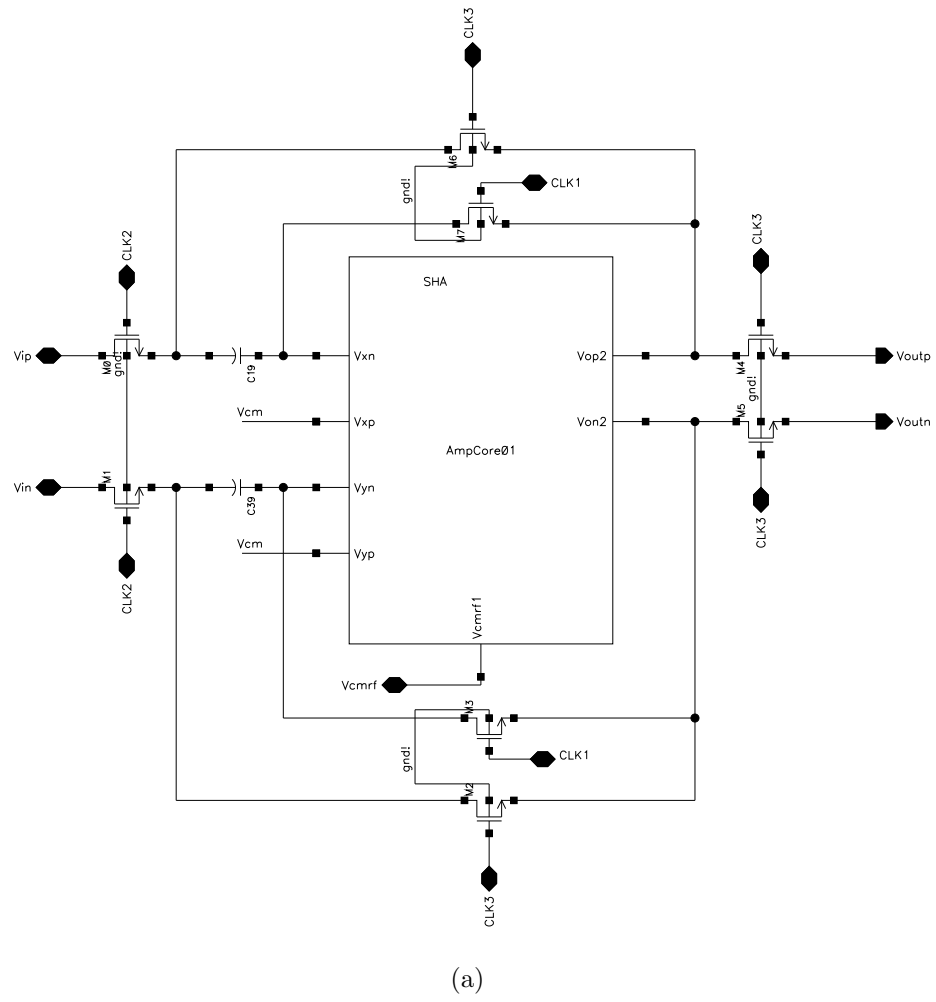 CLK3
M6
gnd!
CLK1
M7
CLK2
CLK3
SHA
Vip
M0
gnd!
C19
Vxn
Vop2
M4
Voutp
gnd!
Vcm
Vxp
Von2
M5
Voutn
AmpCore01
Vin
M1
C39
Vyn
CLK3
Vcm
Vyp
CLK2
Vcmrf1
Vcmrf
M3
gnd!
CLK1
M2
CLK3
(a)